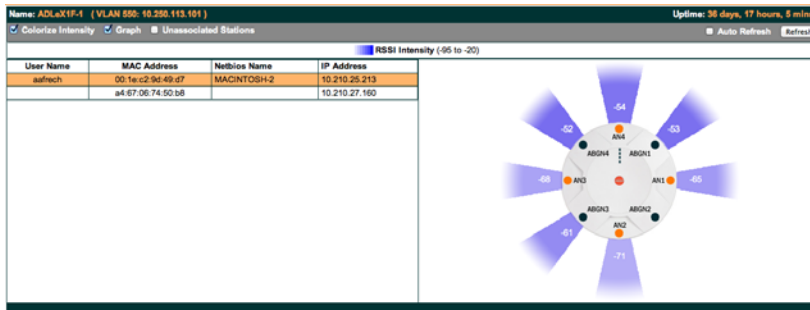 Name: ADLeX1F-1 ( VLAN 550: 10.250.113.101 ) Uptime: 36 days, 17 hours, 5 min
Colorize Intensity Graph Unassociated Stations Auto Refresh Refresh
RSSI Intensity (-95 to -20)
User Name MAC Address Netbios Name IP Address
aafrech 00:1e:c2:9d:49:d7 MACINTOSH-2 10.210.25.213
a4:67:06:74:50:b8 10.210.27.160
-54
-52 -53
AN4
ABGN4 ABGN1
-68 AN3 AN1 -65
ABGN3 ABGN2
AN2
-61
-71